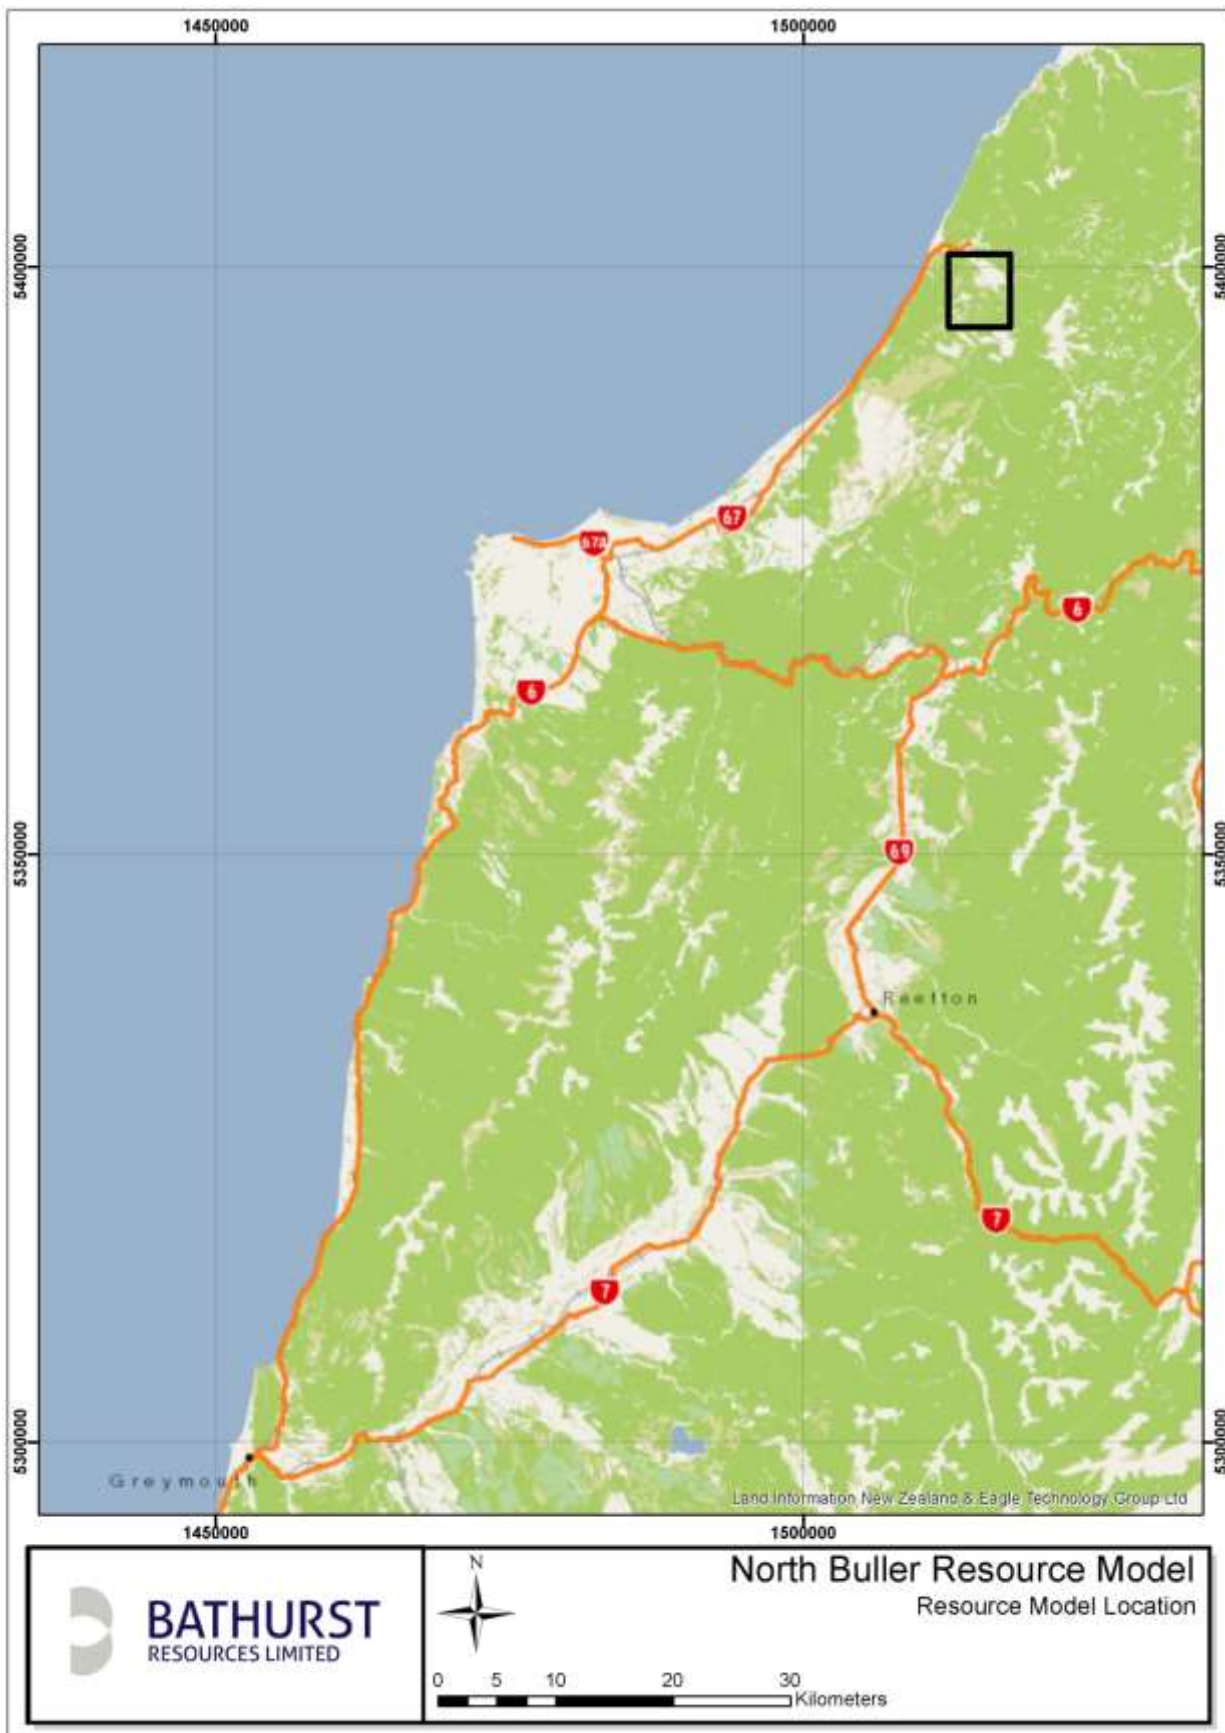 1450000 1500000
5400000 5400000
67
67A
6
6
5350000 5350000
69
Reefton
7
7
5300000 5300000
Greymouth
Land Information New Zealand & Eagle Technology Group Ltd
1450000 1500000
N
North Buller Resource Model
Resource Model Location
BATHURST
RESOURCES LIMITED
0 5 10 20 30
Kilometers